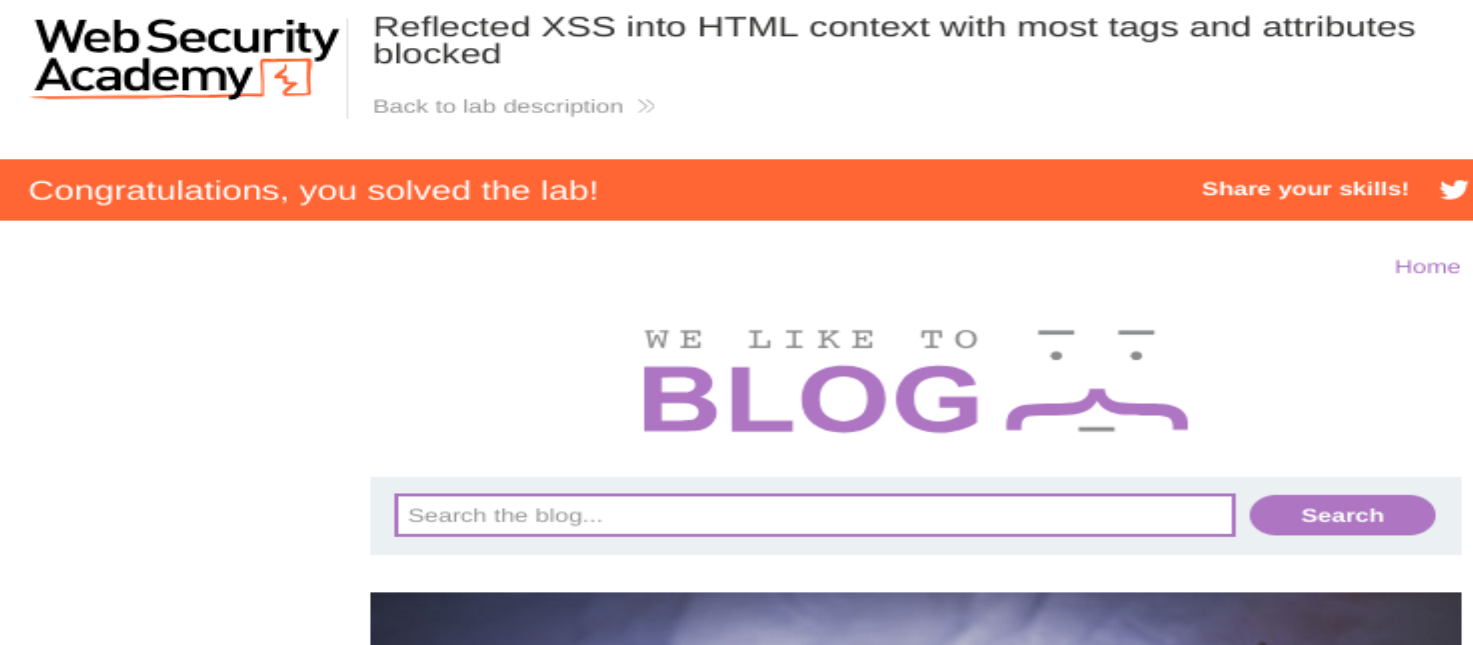 Web Security
Academy
Reflected XSS into HTML context with most tags and attributes
blocked
Back to lab description
Congratulations, you solved the lab!
Share your skills!
Home
WE LIKE TO
BLOG
Search the blog...
Search